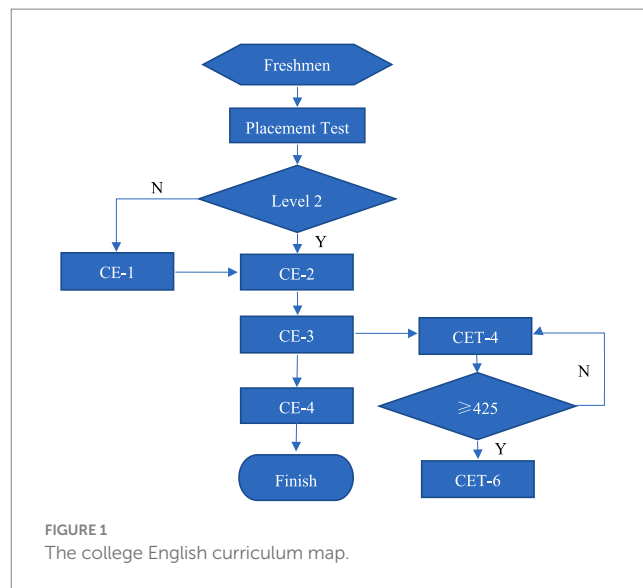 Freshmen
Placement Test
N
Level 2
Y
CE-1
CE-2
CE-3
CET-4
N
CE-4
≥425
Y
Finish
CET-6
FIGURE 1
The college English curriculum map.